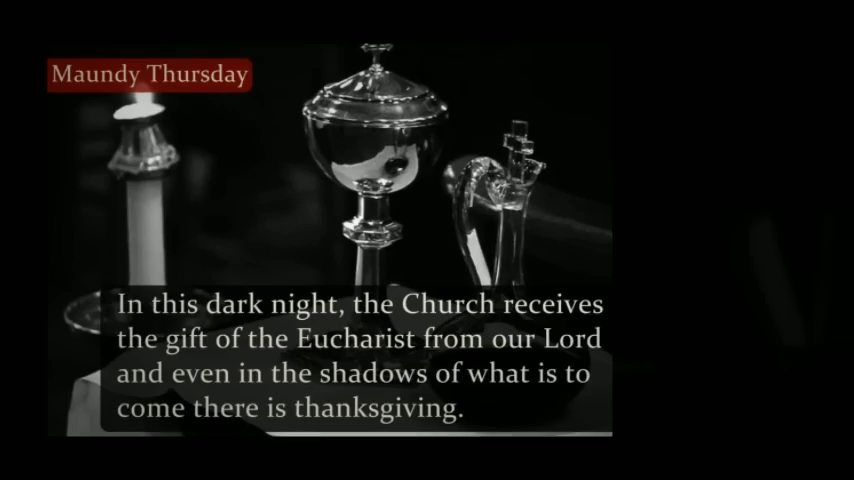 Maundy Thursday
In this dark night, the Church receives
the gift of the Eucharist from our Lord
and even in the shadows of what is to
come there is thanksgiving.